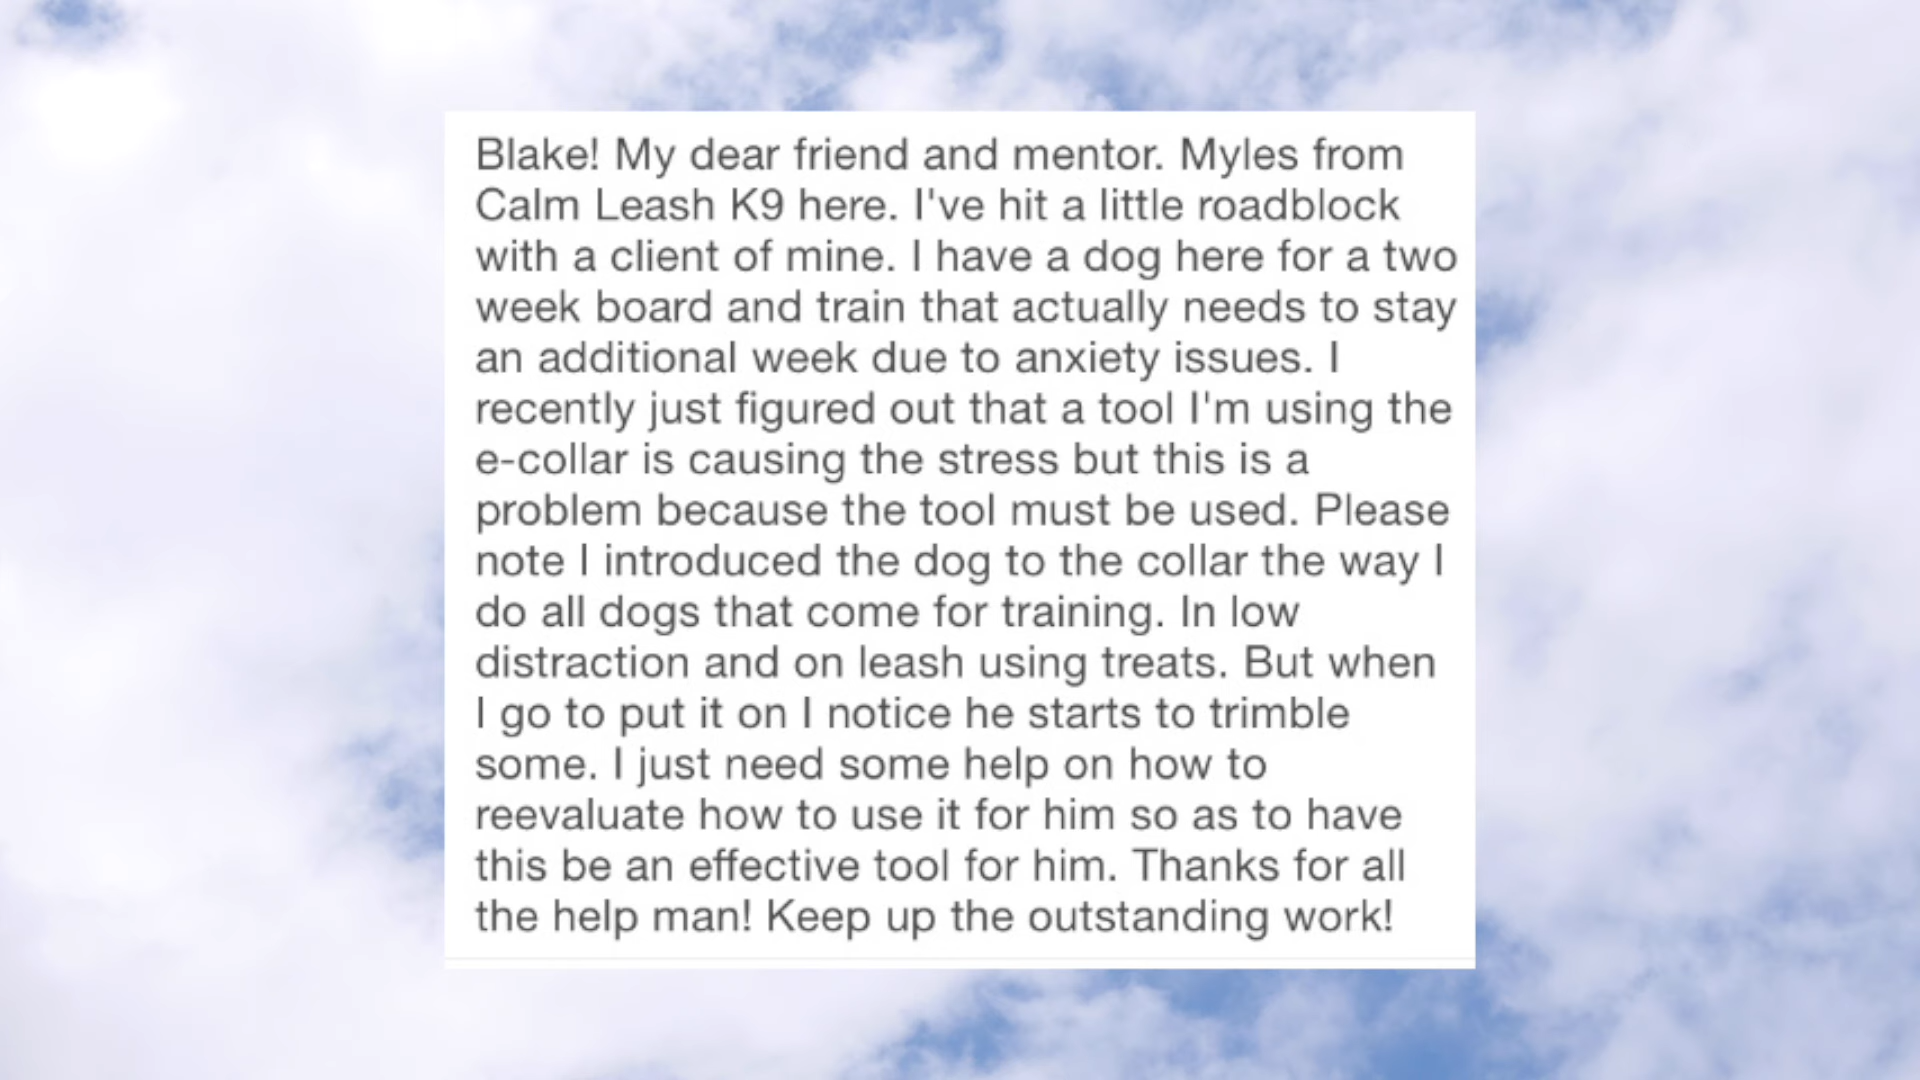 Blake! My dear friend and mentor. Myles from
Calm Leash K9 here. I've hit a little roadblock
with a client of mine. I have a dog here for a two
week board and train that actually needs to stay
an additional week due to anxiety issues. I
recently just figured out that a tool I'm using the
e-collar is causing the stress but this is a
problem because the tool must be used. Please
note I introduced the dog to the collar the way I
do all dogs that come for training. In low
distraction and on leash using treats. But when
I go to put it on I notice he starts to trimble
some. I just need some help on how to
reevaluate how to use it for him so as to have
this be an effective tool for him. Thanks for all
the help man! Keep up the outstanding work!